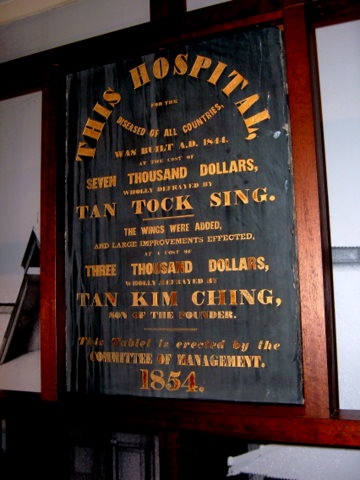 THIS HOSPITAL,
FOR THE
DISEASED OF ALL COUNTRIES,
WAS BUILT A.D. 1844.
AT THE COST OF
SEVEN THOUSAND DOLLARS,
WHOLLY DEFRAYED BY
TAN TOCK SING.
THE WINGS WERE ADDED,
AND LARGE IMPROVEMENTS EFFECTED,
AT A COST OF
THREE THOUSAND DOLLARS,
WHOLLY DEFRAYED BY
TAN KIM CHING,
SON OF THE FOUNDER.
This Tablet is erected by the
COMMITTEE OF MANAGEMENT.
1854.